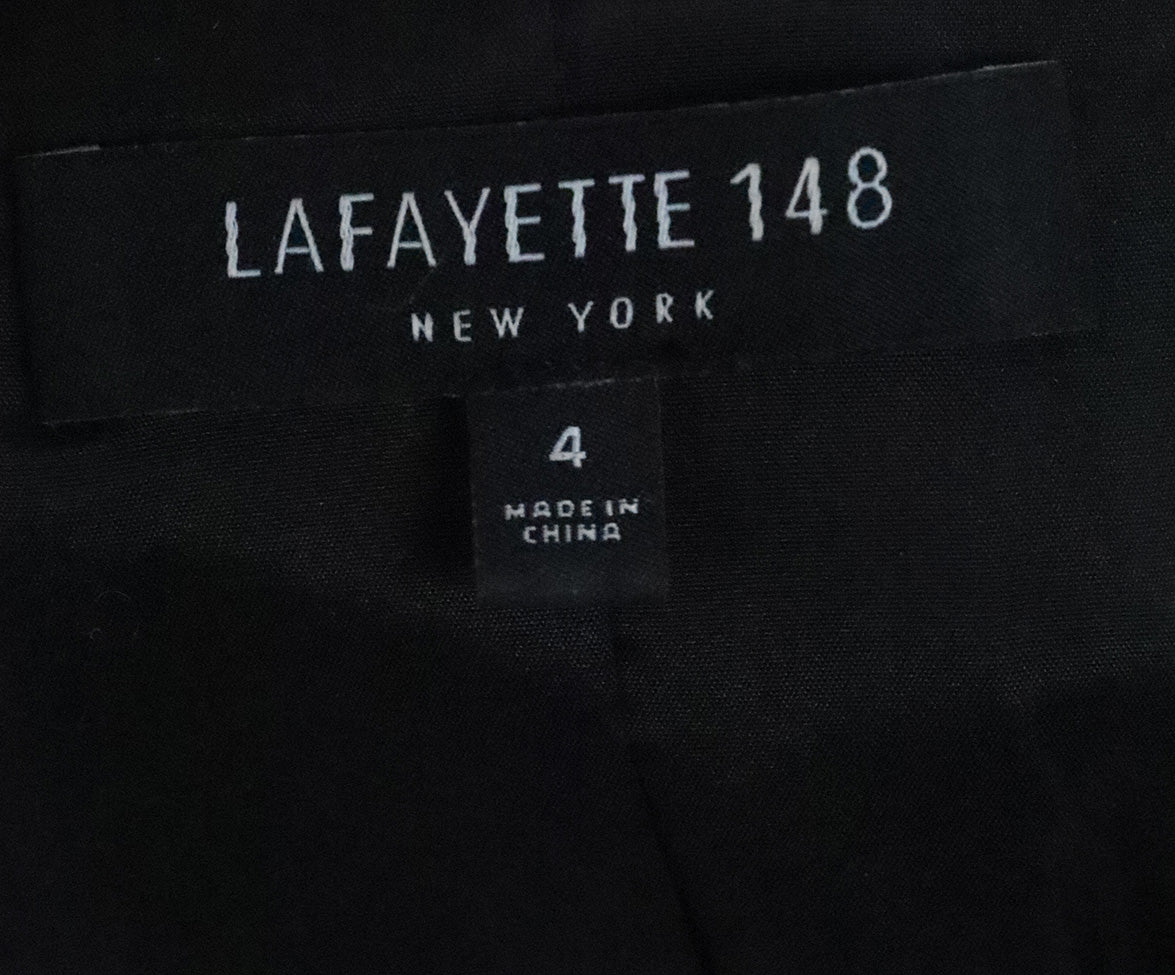 LAFAYETTE 148
NEW YORK
4
MADE IN
CHINA